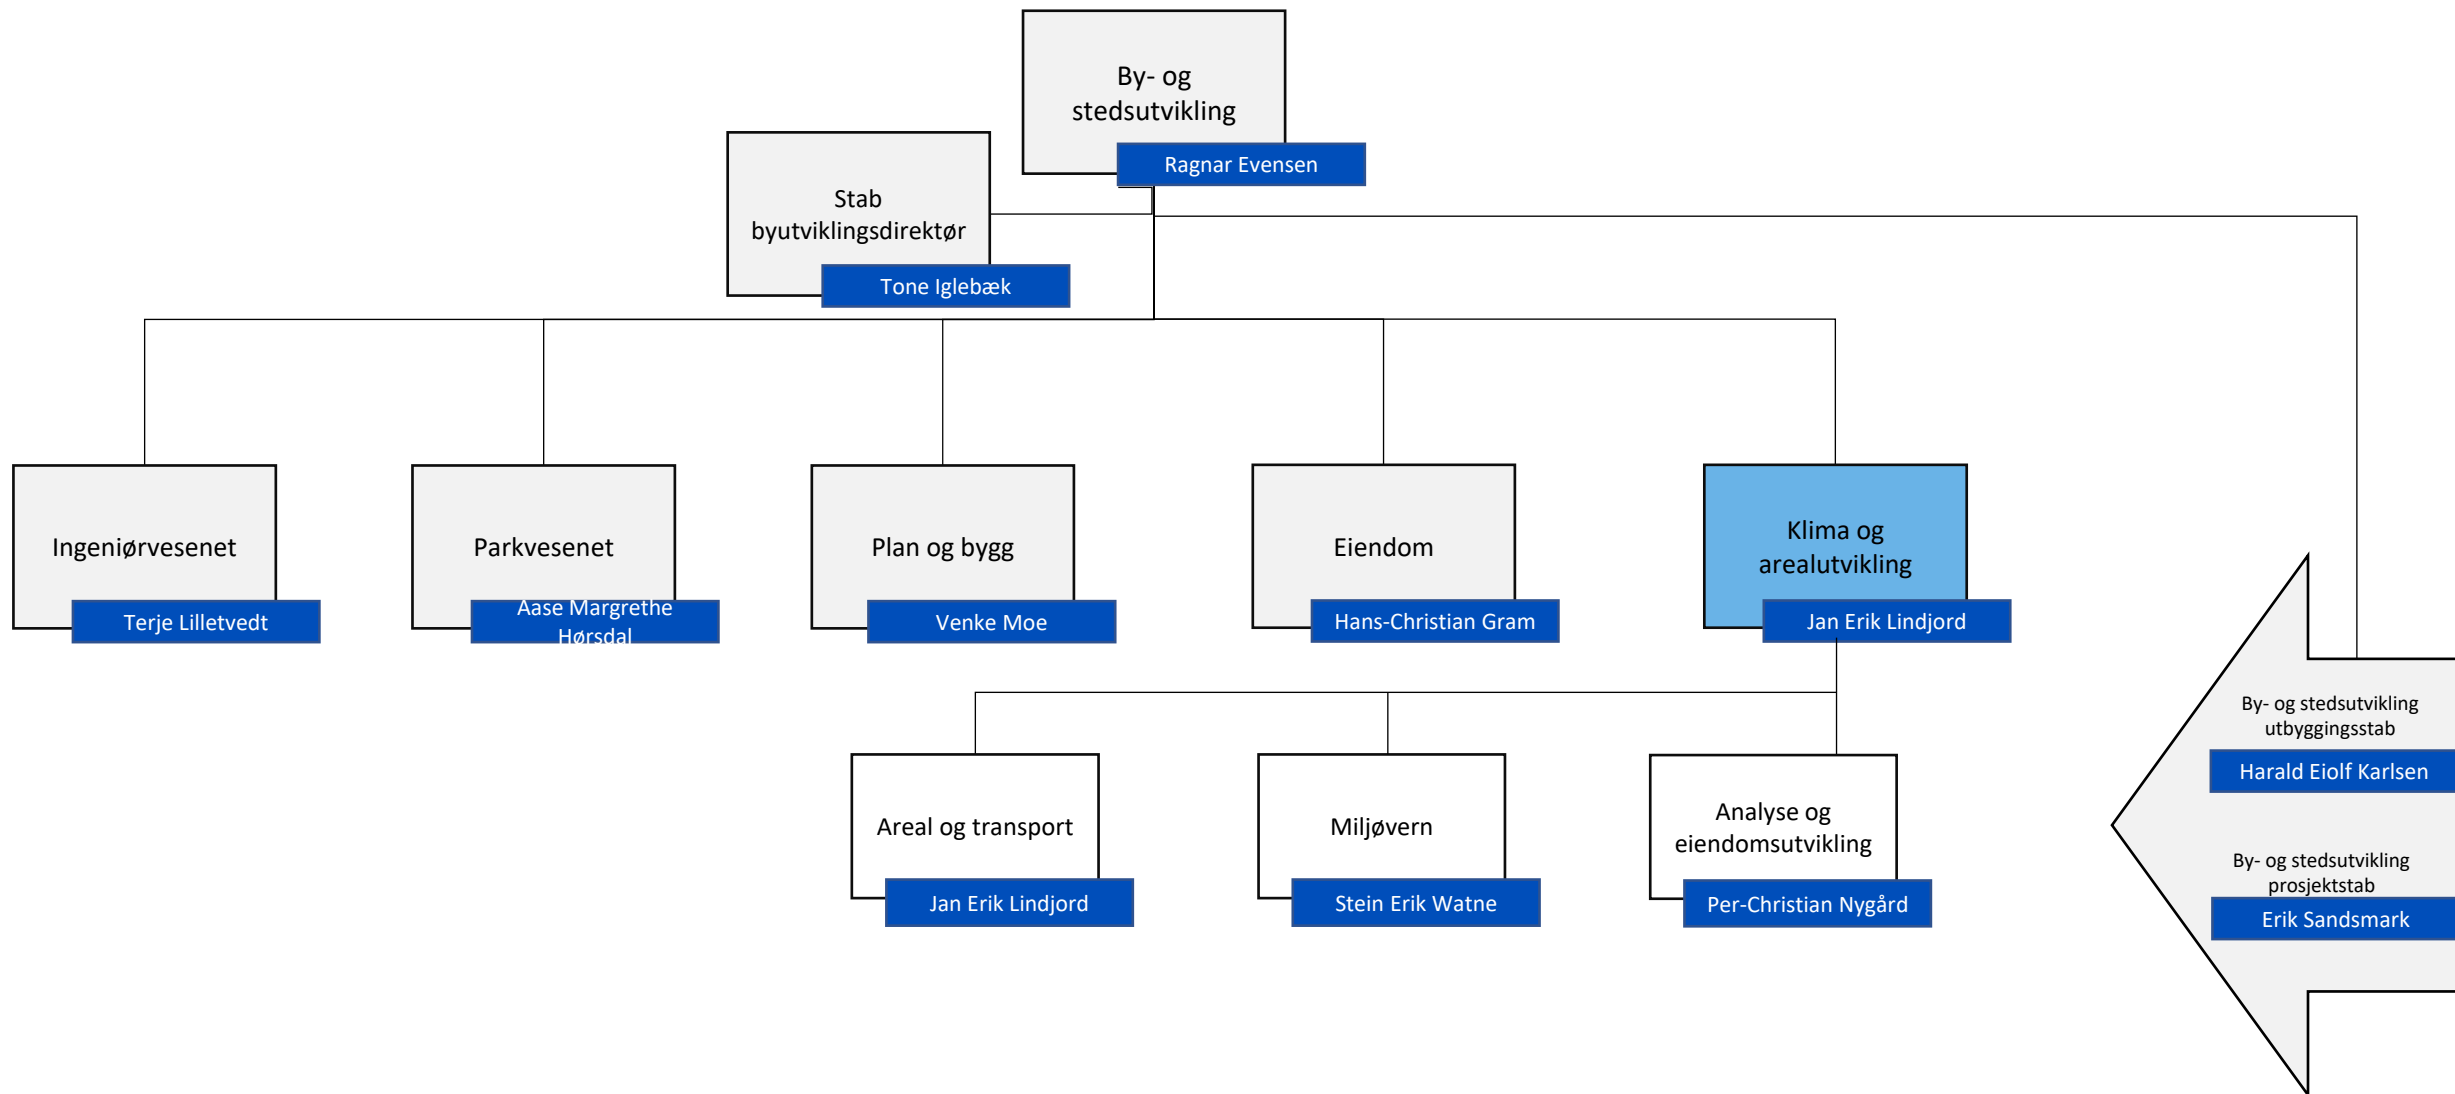 By- og
stedsutvikling
Ragnar Evensen
Stab
byutviklingsdirektør
Tone Iglebæk
Ingeniørvesenet
Terje Lilletvedt
Parkvesenet
Aase Margrethe
Hørsdal
Plan og bygg
Venke Moe
Eiendom
Hans-Christian Gram
Klima og
arealutvikling
Jan Erik Lindjord
Areal og transport
Jan Erik Lindjord
Miljøvern
Stein Erik Watne
Analyse og
eiendomsutvikling
Per-Christian Nygård
By- og stedsutvikling
utbyggingsstab
Harald Eiolf Karlsen
By- og stedsutvikling
prosjektstab
Erik Sandsmark